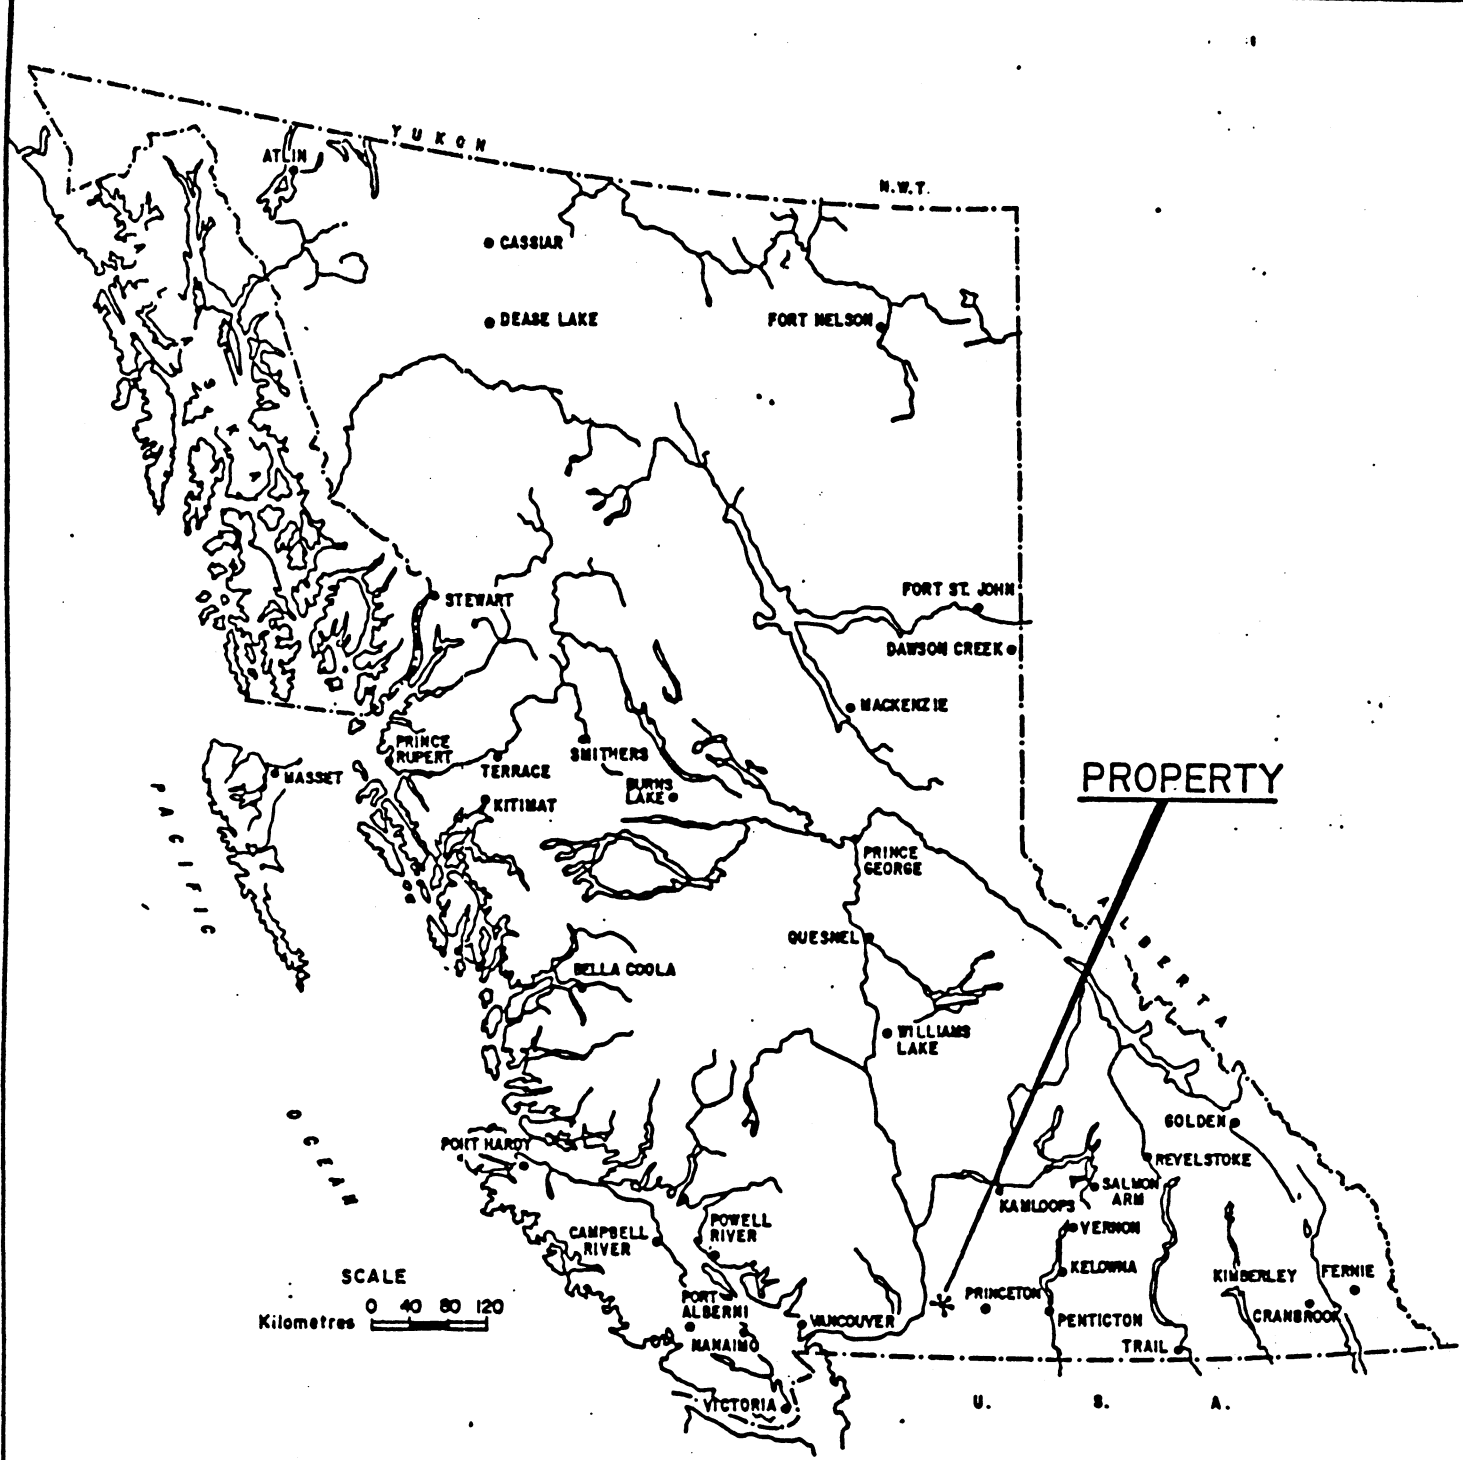 YUKON
N.W.T.
ATLIN
CASSIAR
DEASE LAKE
FORT NELSON
ALASKA
STEWART
FORT ST. JOHN
DAWSON CREEK
MACKENZIE
PRINCE
RUPERT
TERRACE
SMITHERS
BURNS
LAKE
MASSET
KITIMAT
PROPERTY
PACIFIC
PRINCE
GEORGE
ALBERTA
QUESNEL
BELLA COOLA
WILLIAMS
LAKE
OCEAN
PORT HARDY
GOLDEN
REVELSTOKE
SALMON
ARM
KAMLOOPS
VERNON
CAMPBELL
RIVER
POWELL
RIVER
KELOWNA
KIMBERLEY
FERNIE
SCALE
0 40 80 120
Kilometres
PORT
ALBERNI
PRINCETON
PENTICTON
CRANBROOK
VANCOUVER
NANAIMO
TRAIL
VICTORIA
U. S. A.